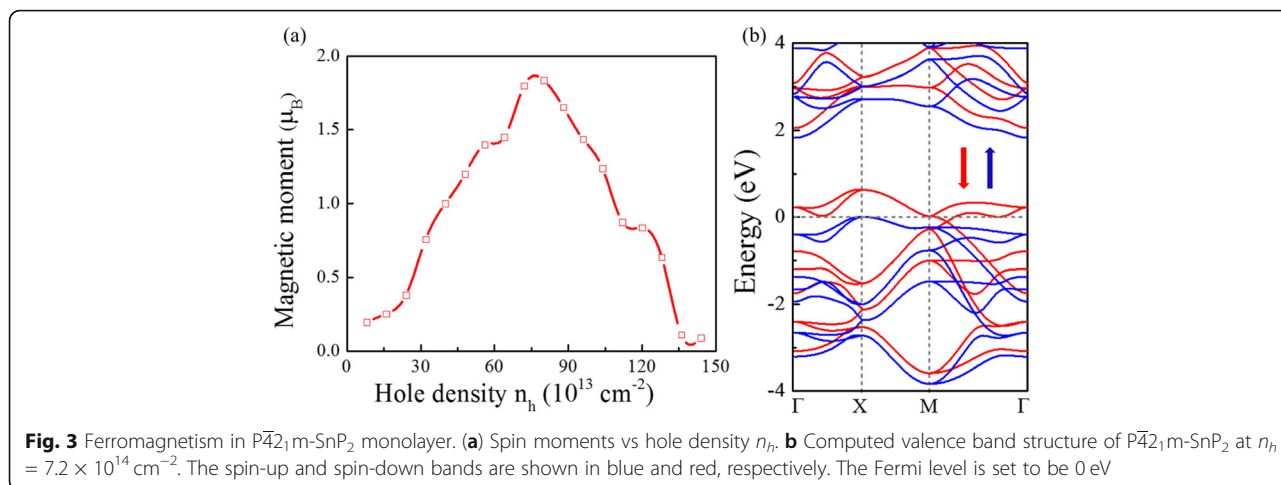 (a)
(b)
2.0
1.5
1.0
0.5
0.0
Magnetic moment (μB)
0 30 60 90 120 150
Hole density nh (10¹³ cm⁻²)
4
2
0
-2
-4
Energy (eV)
Γ X M Γ
Fig. 3 Ferromagnetism in P4̅2₁m-SnP₂ monolayer. (a) Spin moments vs hole density nh. b Computed valence band structure of P4̅2₁m-SnP₂ at nh
= 7.2 × 10¹⁴ cm⁻². The spin-up and spin-down bands are shown in blue and red, respectively. The Fermi level is set to be 0 eV